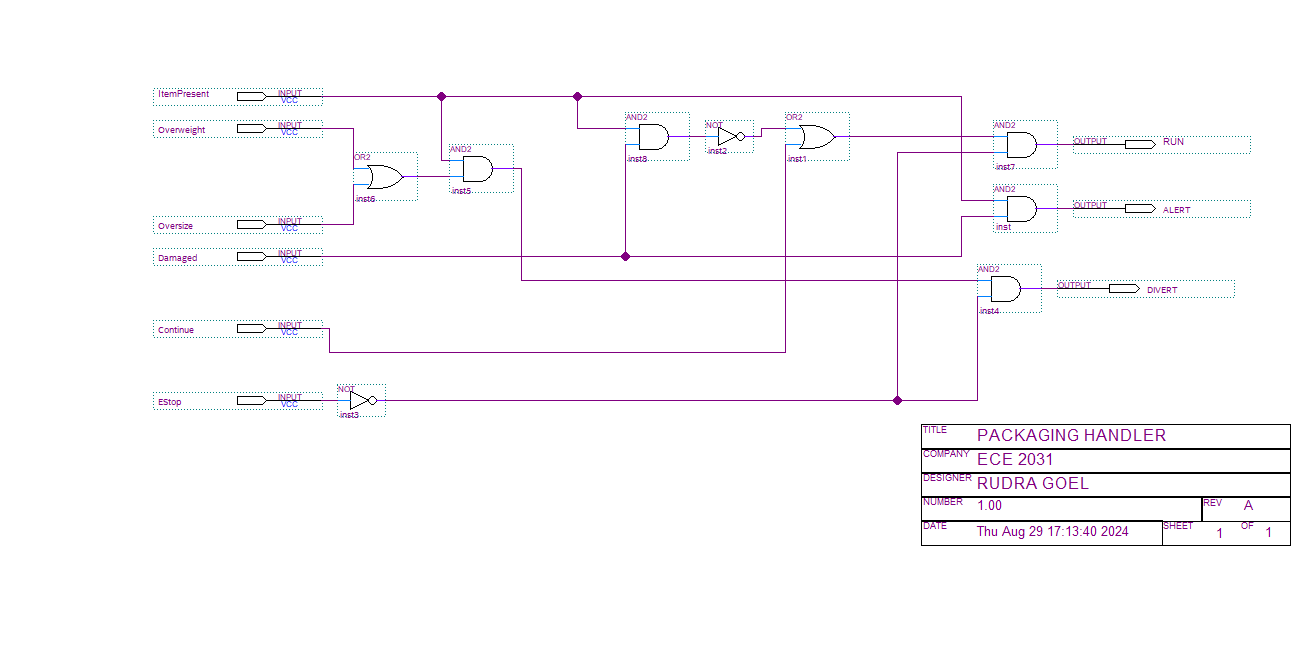 ItemPresent INPUT VCC
Overweight INPUT VCC
AND2 inst8
NOT inst2
OR2 inst1
AND2 inst7
OUTPUT RUN
OR2 inst6
AND2 inst5
AND2 inst
OUTPUT ALERT
Oversize INPUT VCC
Damaged INPUT VCC
AND2 inst4
OUTPUT DIVERT
Continue INPUT VCC
EStop INPUT VCC
NOT inst3
TITLE PACKAGING HANDLER
COMPANY ECE 2031
DESIGNER RUDRA GOEL
NUMBER 1.00 REV A
DATE Thu Aug 29 17:13:40 2024 SHEET 1 OF 1